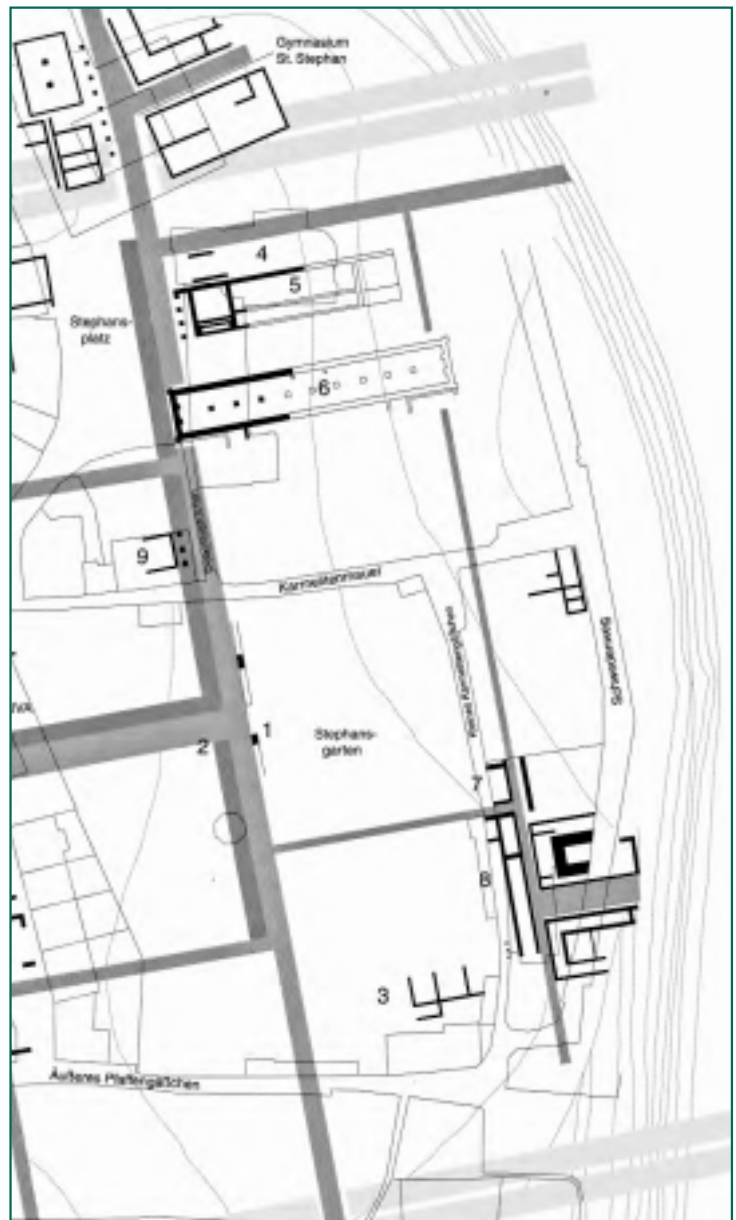 Gymnasium
St. Stephan
4
5
Stephans-
platz
6
9
Karmelitenmauer
Schwedenweg
1
2
Stephans-
garten
7
8
3
Äußeres Pfaffengäßchen